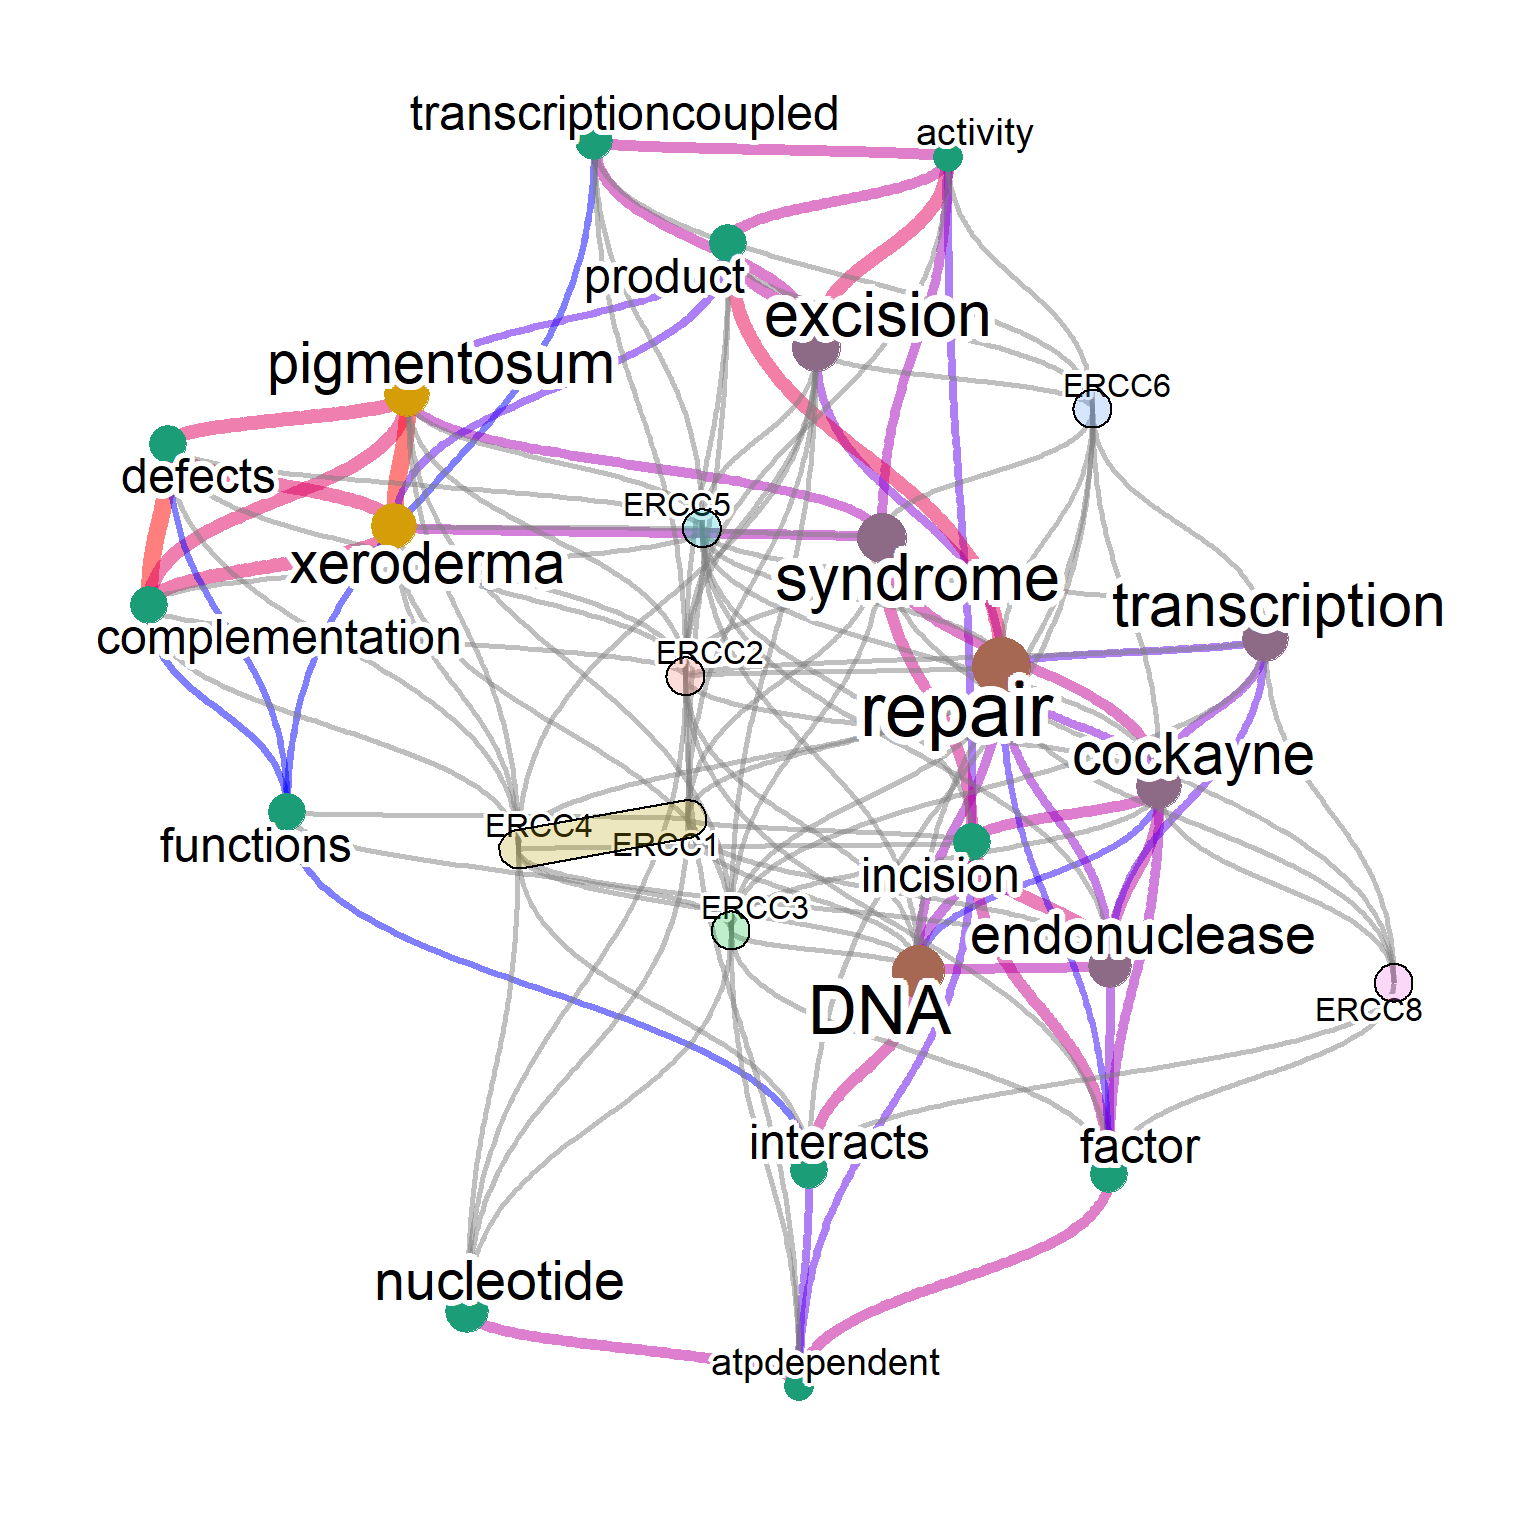 transcriptioncoupled
activity
product
excision
pigmentosum
ERCC6
defects
ERCC5
xeroderma
syndrome
transcription
complementation
ERCC2
repair
cockayne
ERCC4
ERCC1
functions
incision
ERCC3
endonuclease
DNA
ERCC8
interacts
factor
nucleotide
atpdependent